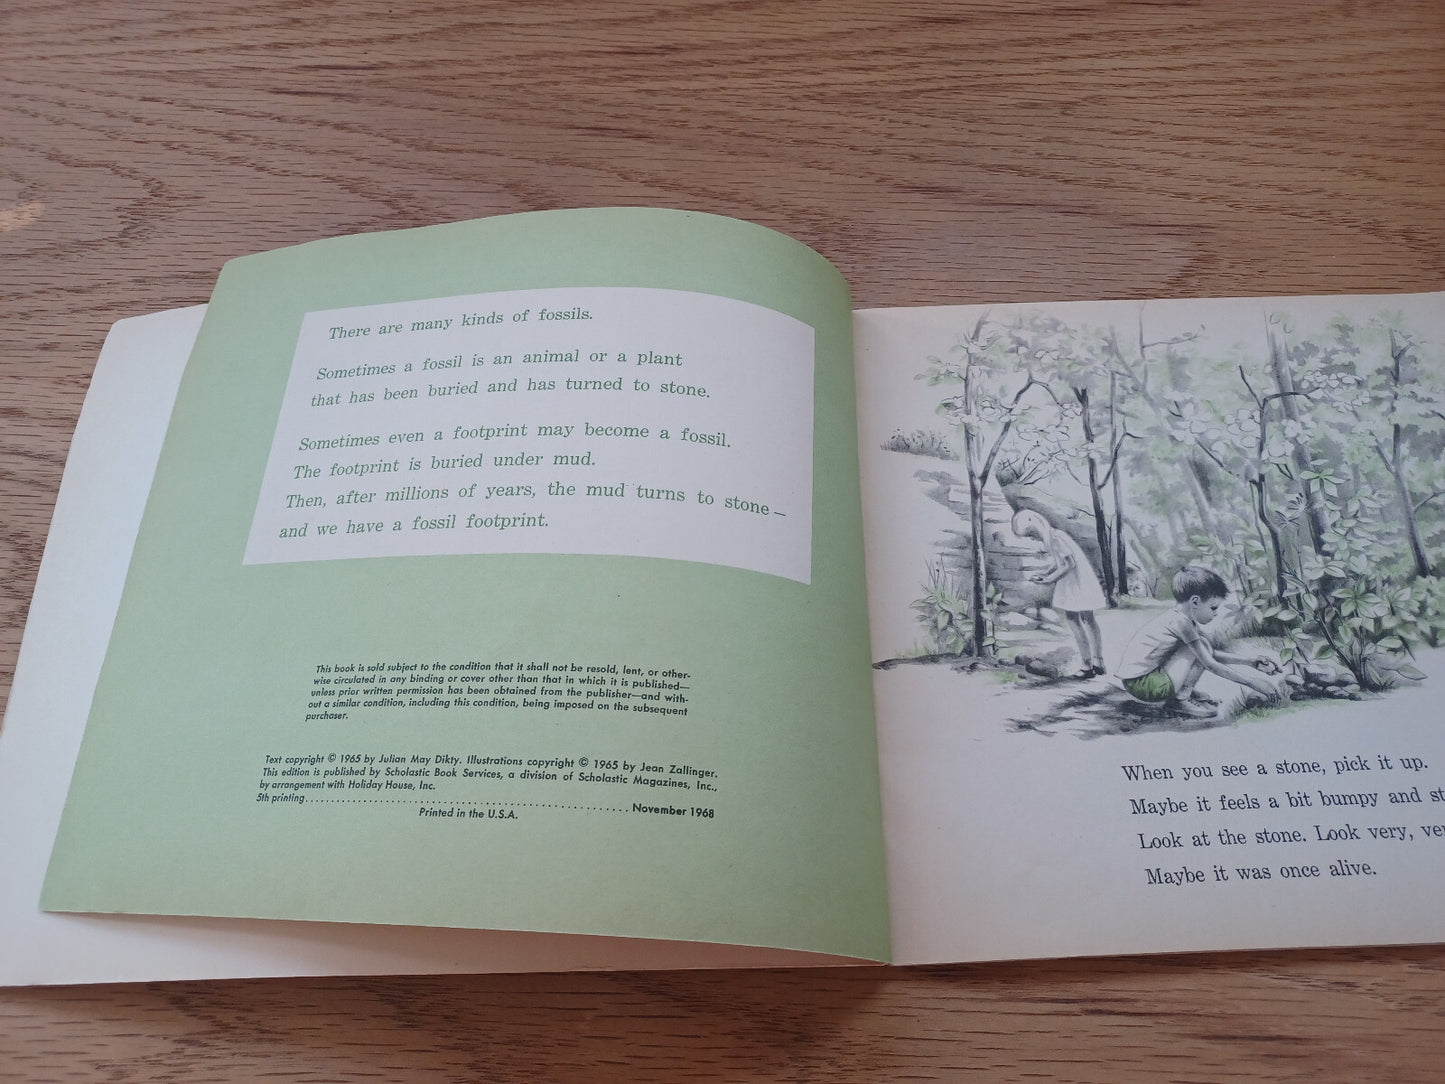 There are many kinds of fossils.
Sometimes a fossil is an animal or a plant
that has been buried and has turned to stone.
Sometimes even a footprint may become a fossil.
The footprint is buried under mud.
Then, after millions of years, the mud turns to stone –
and we have a fossil footprint.
This book is sold subject to the condition that it shall not be resold, lent, or other-
wise circulated in any binding or cover other than that in which it is published—
unless prior written permission has been obtained from the publisher—and with-
out a similar condition, including this condition, being imposed on the subsequent
purchaser.
Text copyright © 1965 by Julian May Dikty. Illustrations copyright © 1965 by Jean Zallinger.
This edition is published by Scholastic Book Services, a division of Scholastic Magazines, Inc.,
by arrangement with Holiday House, Inc.
5th printing.................................................November 1968
Printed in the U.S.A.
When you see a stone, pick it up.
Maybe it feels a bit bumpy and
Look at the stone. Look very,
Maybe it was once alive.